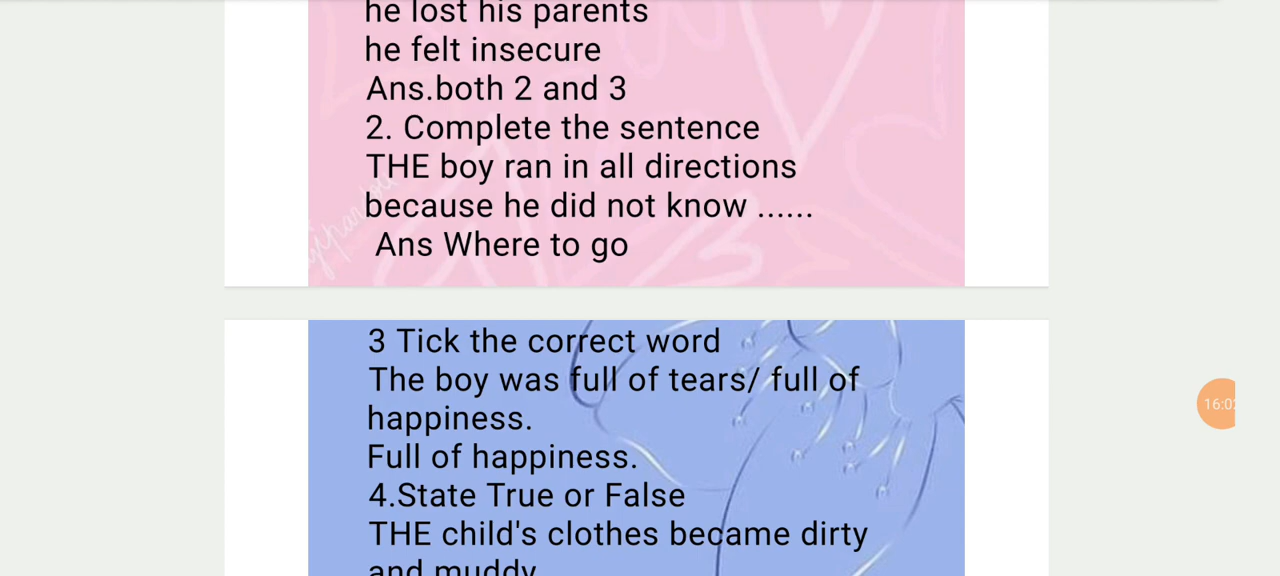 he lost his parents
he felt insecure
Ans.both 2 and 3
2. Complete the sentence
THE boy ran in all directions
because he did not know ......
Ans Where to go
3 Tick the correct word
The boy was full of tears/ full of
happiness.
Full of happiness.
4.State True or False
THE child's clothes became dirty
and muddy